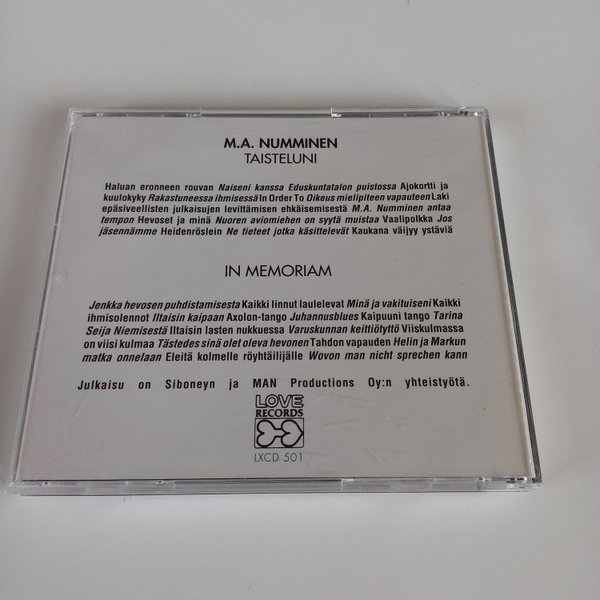 M.A. NUMMINEN
TAISTELUNI
Haluan eronneen rouvan Naiseni kanssa Eduskuntatalon puistossa Ajokortti ja
kuulokyky Rakastuneessa ihmisessä In Order To Oikeus mielipiteen vapauteen Laki
epäsiveellisten julkaisujen levittämisen ehkäisemisestä M.A. Numminen antaa
tempon Hevoset ja minä Nuoren aviomiehen on syytä muistaa Vaalipolkka Jos
jäsennämme Heidenröslein Ne tieteet jotka käsittelevät Kaukana väijyy ystäviä
IN MEMORIAM
Jenkka hevosen puhdistamisesta Kaikki linnut laulelevat Minä ja vakituiseni Kaikki
ihmisolennot Iltaisin kaipaan Axolon-tango Juhannusblues Kaipuuni tango Tarina
Seija Niemisestä Iltaisin lasten nukkuessa Varuskunnan keittiötyttö Viiskulmassa
on viisi kulmaa Tästedes sinä olet oleva hevonen Tahdon vapauden Helin ja Markun
matka onnelaan Eleitä kolmelle röyhtäilijälle Wovon man nicht sprechen kann
Julkaisu on Siboneyn ja MAN Productions Oy:n yhteistyötä.
LOVE
RECORDS
LXCD 501